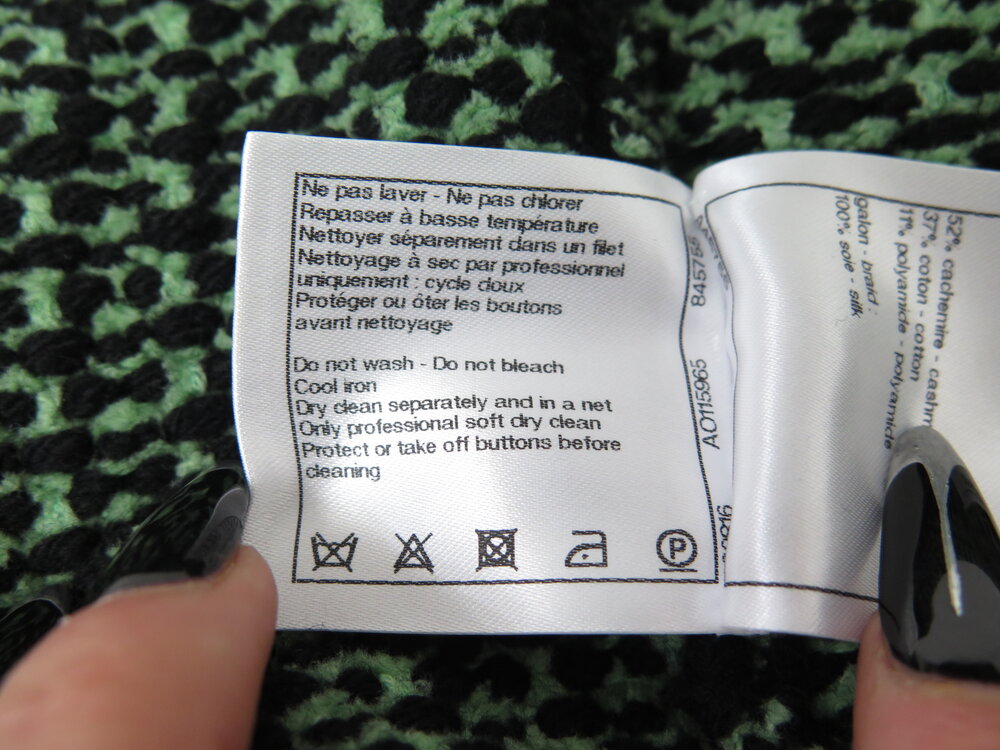 Ne pas laver - Ne pas chlorer
Repasser à basse température
Nettoyer séparement dans un filet
Nettoyage à sec par professionnel
uniquement : cycle doux
Protéger ou ôter les boutons
avant nettoyage
Do not wash - Do not bleach
Cool iron
Dry clean separately and in a net
Only professional soft dry clean
Protect or take off buttons before
cleaning
P
845755
AO115965
52% cachemire - cashm
37% coton - cotton
11% polyamide - polyamide
galon - braid :
100% soie - silk